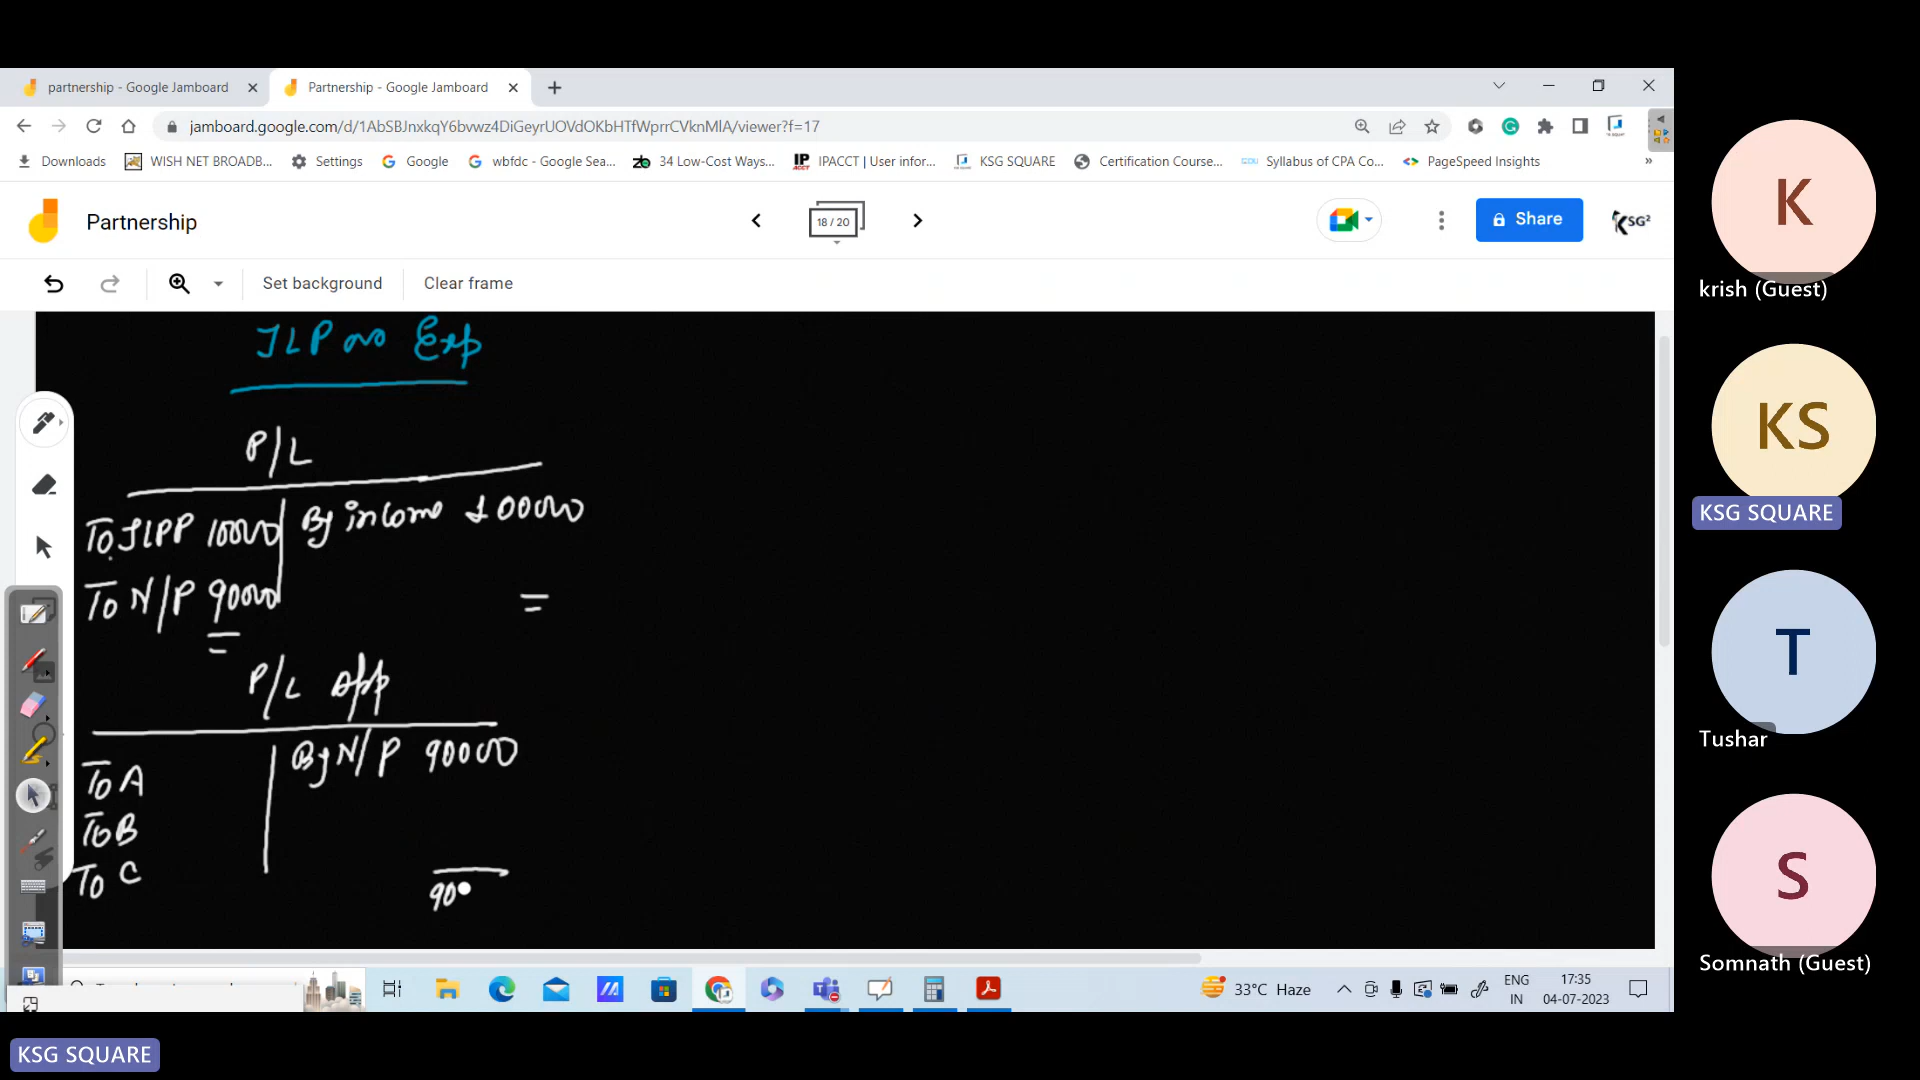 partnership - Google Jamboard
Partnership - Google Jamboard
jamboard.google.com/d/1AbSBJnxkqY6bvwz4DiGeyrUOVdOKbHTfWprrCVknMlA/viewer?f=17
Downloads
WISH NET BROADB...
Settings
Google
wbfdc - Google Sea...
34 Low-Cost Ways...
IPACCT | User infor...
KSG SQUARE
Certification Course...
Syllabus of CPA Co...
PageSpeed Insights
»
Partnership
18 / 20
Share
KSG²
Set background
Clear frame
JLP as Exp
P/L
To JLPP 10000
By income 100000
To N/P 90000
P/L App
To A
By N/P 90000
To B
To C
900
K
krish (Guest)
KS
KSG SQUARE
T
Tushar
S
Somnath (Guest)
33°C Haze
ENG
IN
17:35
04-07-2023
KSG SQUARE